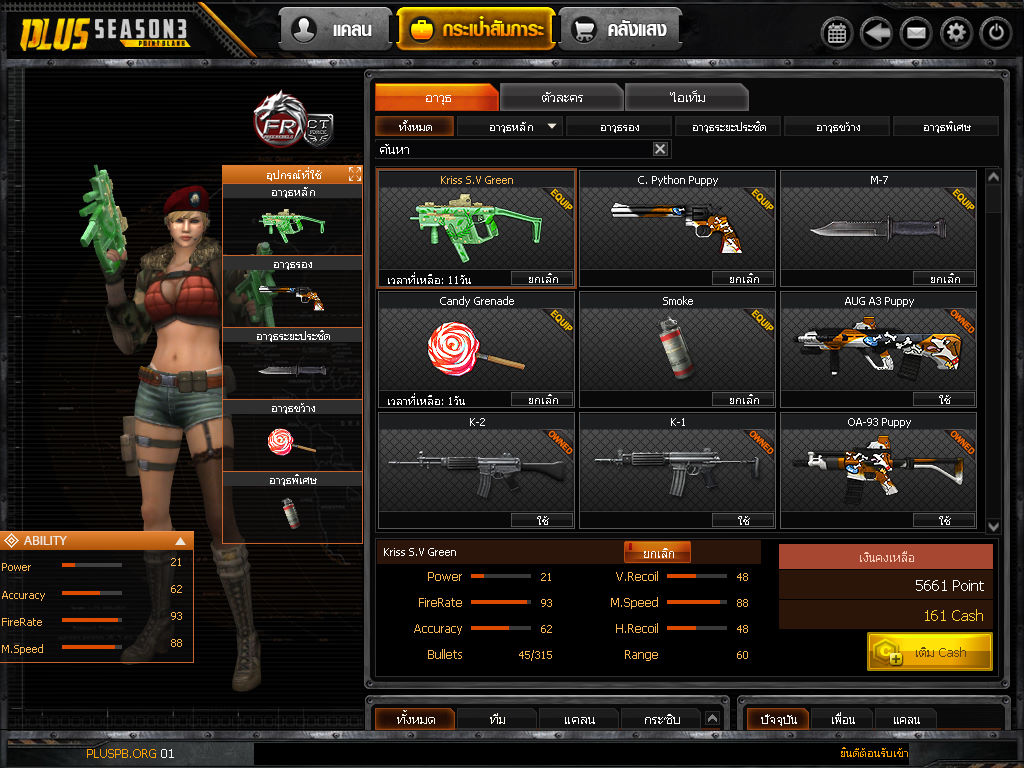 PLUS SEASON3
POINT BLANK
แคลน
กระเป๋าสัมภาระ
คลังแสง
อาวุธ
ตัวละคร
ไอเท็ม
ทั้งหมด
อาวุธหลัก
อาวุธรอง
อาวุธระยะประชิด
อาวุธขว้าง
อาวุธพิเศษ
ค้นหา
FR
CT
FORCE
อุปกรณ์ที่ใช้
อาวุธหลัก
อาวุธรอง
อาวุธระยะประชิด
อาวุธขว้าง
อาวุธพิเศษ
Kriss S.V Green
EQUIP
เวลาที่เหลือ: 11วัน
ยกเลิก
C. Python Puppy
EQUIP
ยกเลิก
M-7
EQUIP
ยกเลิก
Candy Grenade
EQUIP
เวลาที่เหลือ: 1วัน
ยกเลิก
Smoke
EQUIP
ยกเลิก
AUG A3 Puppy
OWNED
ใช้
K-2
OWNED
ใช้
K-1
OWNED
ใช้
OA-93 Puppy
OWNED
ใช้
ABILITY
Power 21
Accuracy 62
FireRate 93
M.Speed 88
Kriss S.V Green
ยกเลิก
Power 21
V.Recoil 48
FireRate 93
M.Speed 88
Accuracy 62
H.Recoil 48
Bullets 45/315
Range 60
เงินคงเหลือ
5661 Point
161 Cash
เติม Cash
ทั้งหมด
ทีม
แคลน
กระซิบ
ปัจจุบัน
เพื่อน
แคลน
PLUSPB.ORG 01
ยินดีต้อนรับเข้า